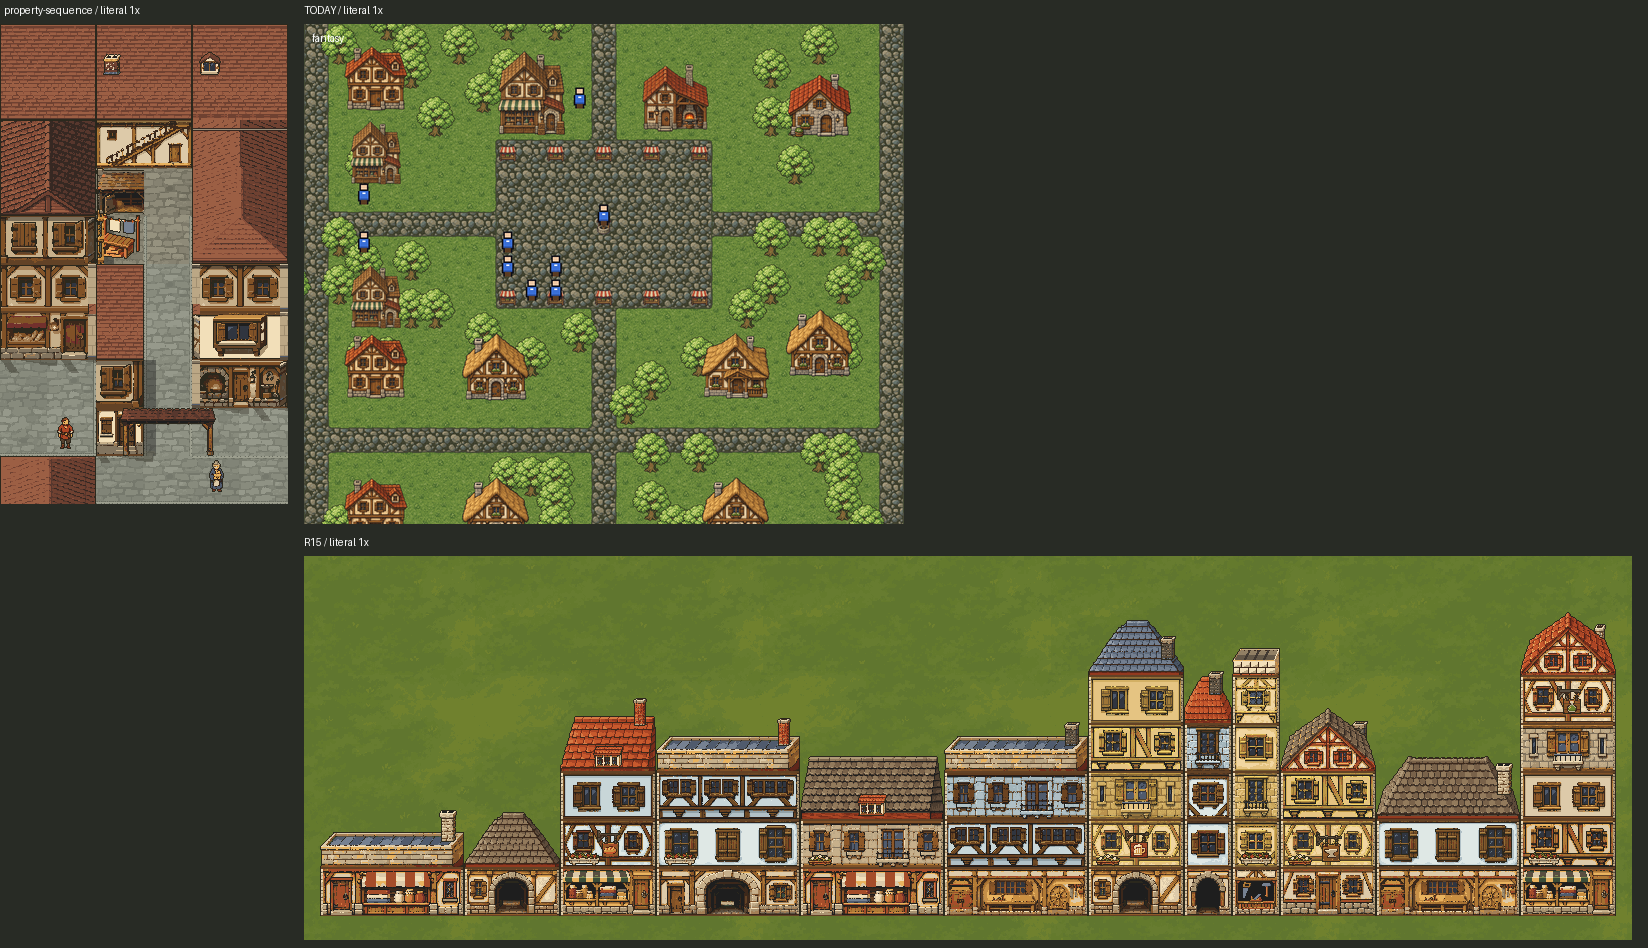 property-sequence / literal 1x
TODAY / literal 1x
fantasy
R15 / literal 1x